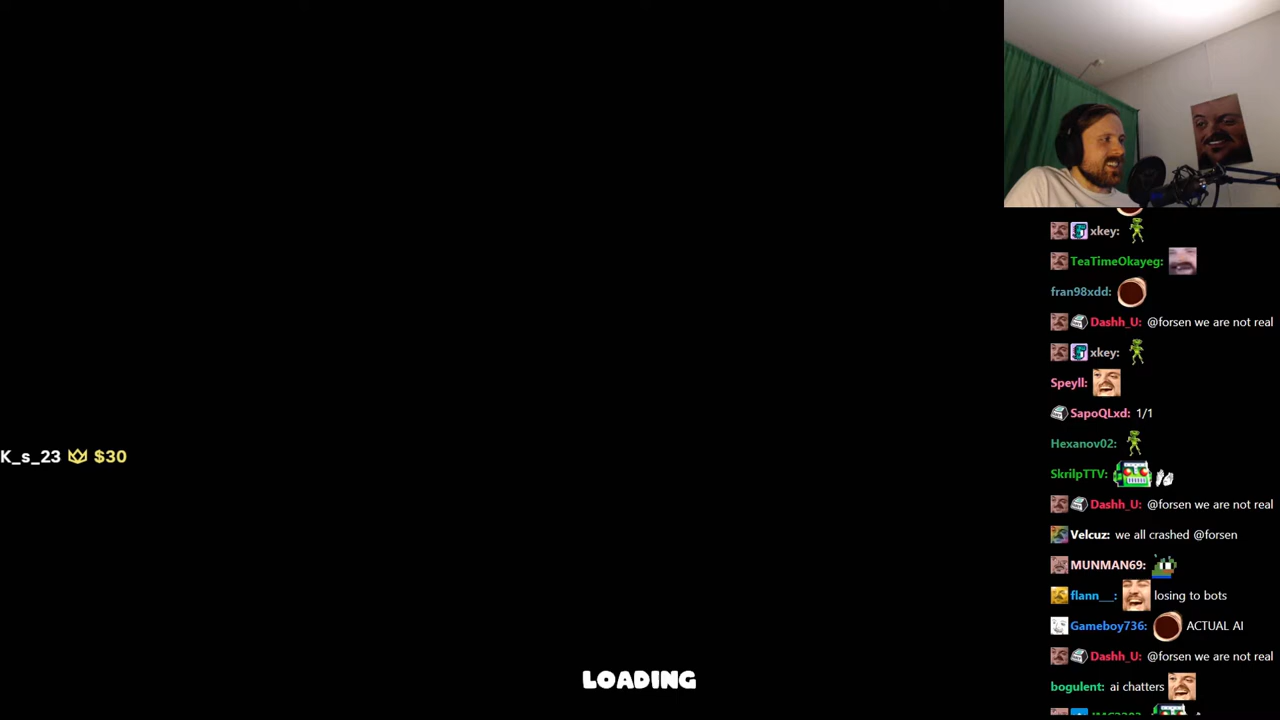 xkey:
TeaTimeOkayeg:
fran98xdd:
Dashh_U: @forsen we are not real
xkey:
Speyll:
SapoQLxd: 1/1
Hexanov02:
K_s_23 $30
SkrilpTTV:
Dashh_U: @forsen we are not real
Velcuz: we all crashed @forsen
MUNMAN69:
flann__: losing to bots
Gameboy736: ACTUAL AI
Dashh_U: @forsen we are not real
bogulent: ai chatters
LOADING